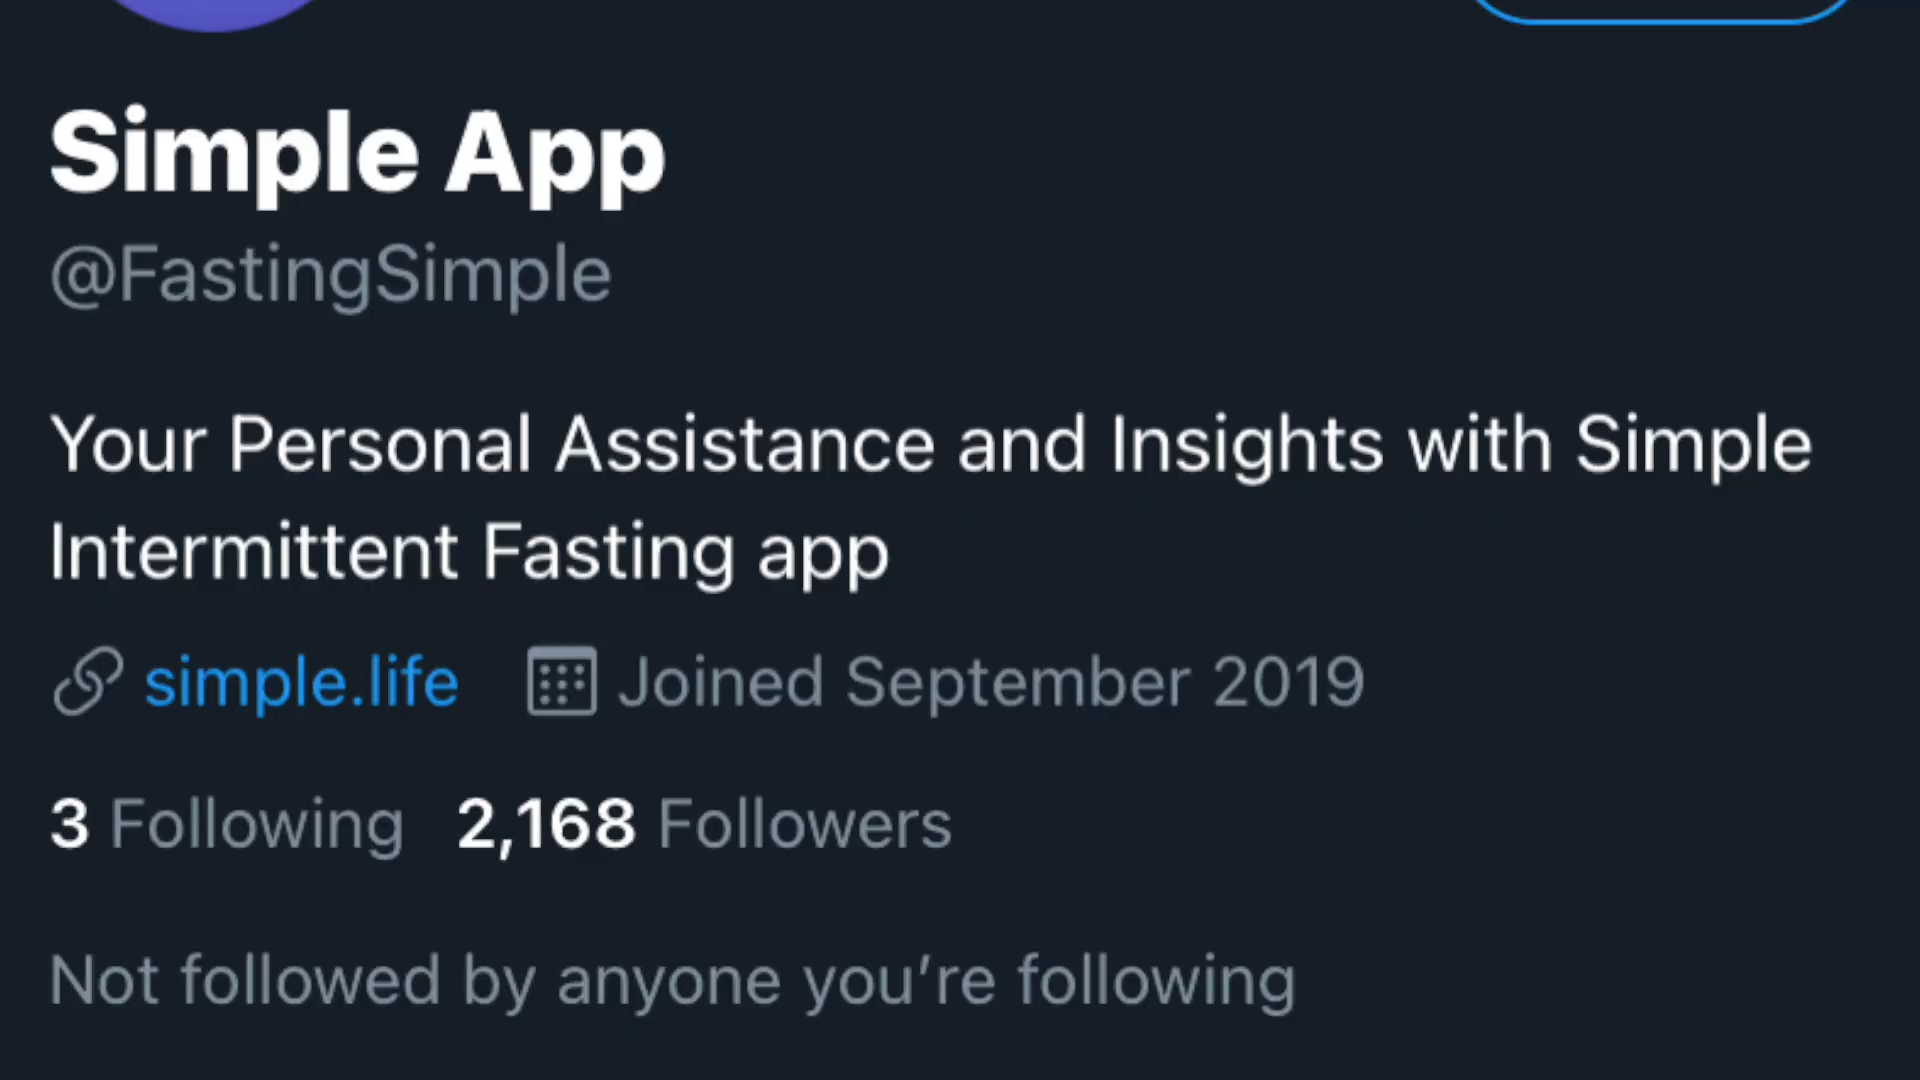 Simple App
@FastingSimple
Your Personal Assistance and Insights with Simple
Intermittent Fasting app
simple.life Joined September 2019
3 Following 2,168 Followers
Not followed by anyone you’re following